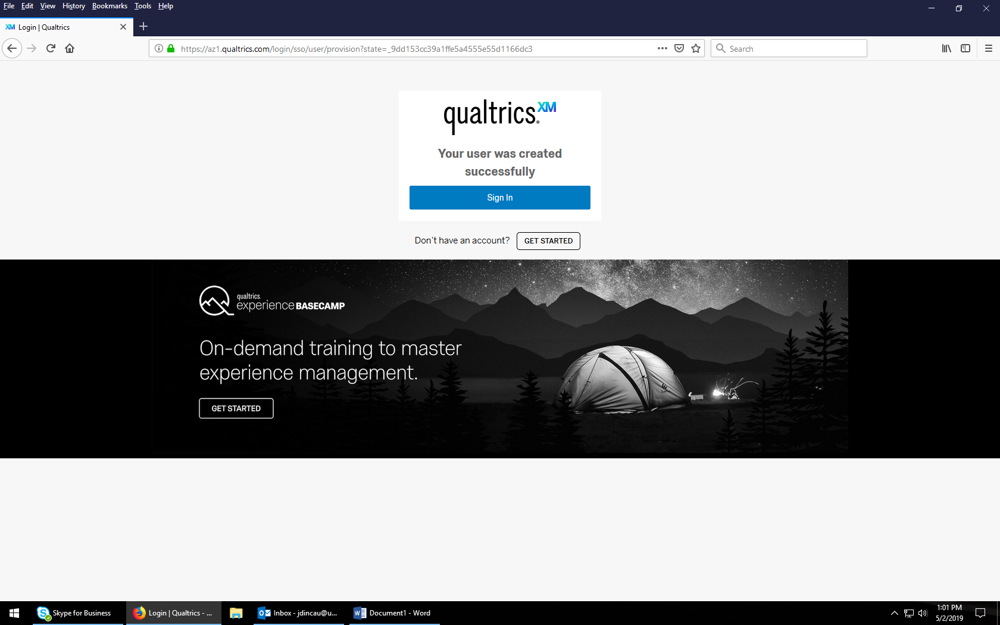 File Edit View History Bookmarks Tools Help
XM Login | Qualtrics
https://az1.qualtrics.com/login/sso/user/provision?state=_9dd153cc39a1ffe5a4555e55d1166dc3
Search
qualtrics.XM
Your user was created
successfully
Sign In
Don't have an account? GET STARTED
qualtrics.
experience BASECAMP
On-demand training to master
experience management.
GET STARTED
Skype for Business Login | Qualtrics - ... Inbox - jdincau@u... Document1 - Word
1:01 PM
5/2/2019